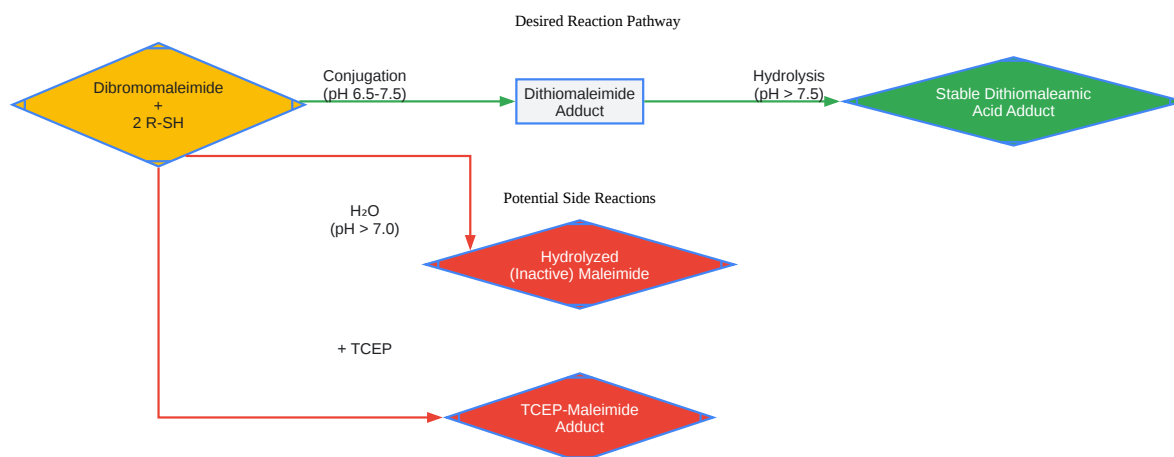 Desired Reaction Pathway
Dibromomaleimide
+
2 R-SH
Conjugation
(pH 6.5-7.5)
Dithiomaleimide
Adduct
Hydrolysis
(pH > 7.5)
Stable Dithiomaleamic
Acid Adduct
Potential Side Reactions
H₂O
(pH > 7.0)
Hydrolyzed
(Inactive) Maleimide
+ TCEP
TCEP-Maleimide
Adduct